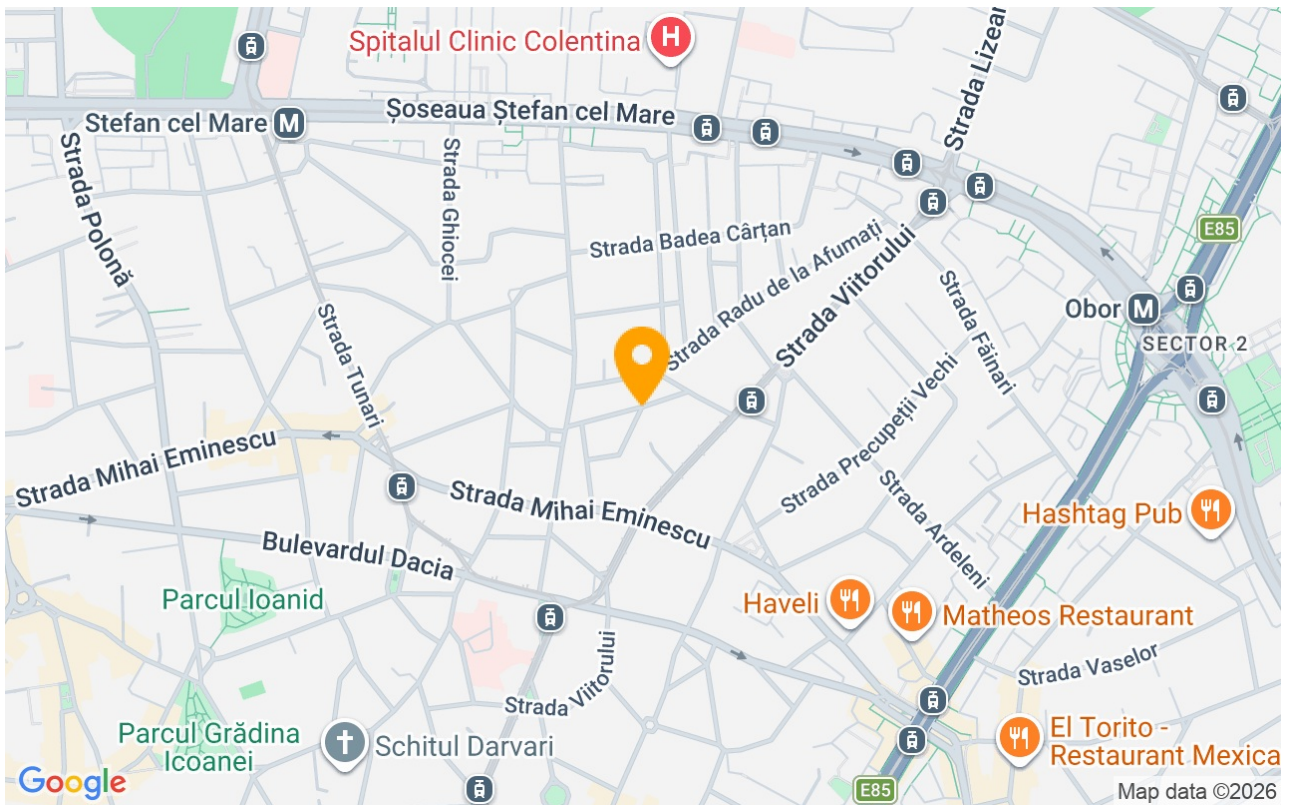 Spitalul Clinic Colentina
H
Strada Lizear
Stefan cel Mare
M
Șoseaua Ștefan cel Mare
Strada Polonă
Strada Ghiocei
Strada Badea Cârțan
Strada Radu de la Afumați
Strada Viitorului
E85
Strada Făinari
Obor
M
SECTOR 2
Strada Tunari
Strada Precupeții Vechi
Strada Mihai Eminescu
Strada Mihai Eminescu
Strada Ardeleni
Hashtag Pub
Bulevardul Dacia
Parcul Ioanid
Haveli
Matheos Restaurant
Strada Vaselor
Strada Viitorului
Parcul Grădina
Icoanei
Schitul Darvari
El Torito -
Restaurant Mexica
Google
E85
Map data ©2026